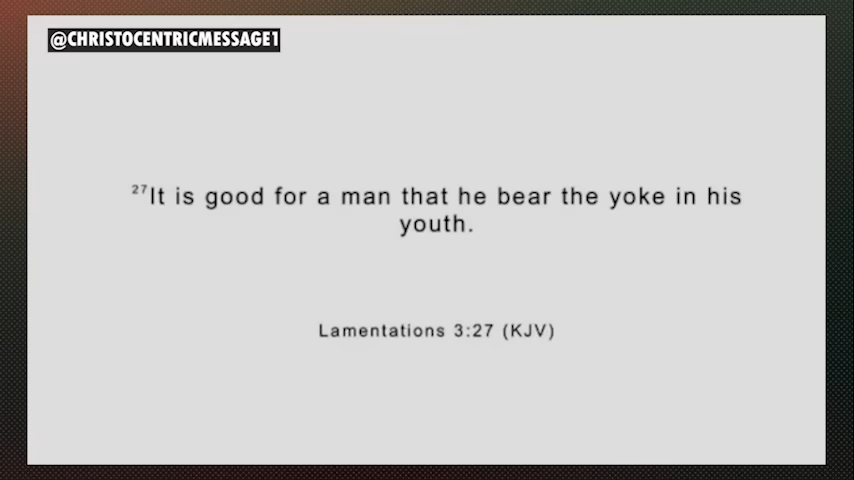 @CHRISTOCENTRICMESSAGE1
27It is good for a man that he bear the yoke in his
youth.
Lamentations 3:27 (KJV)